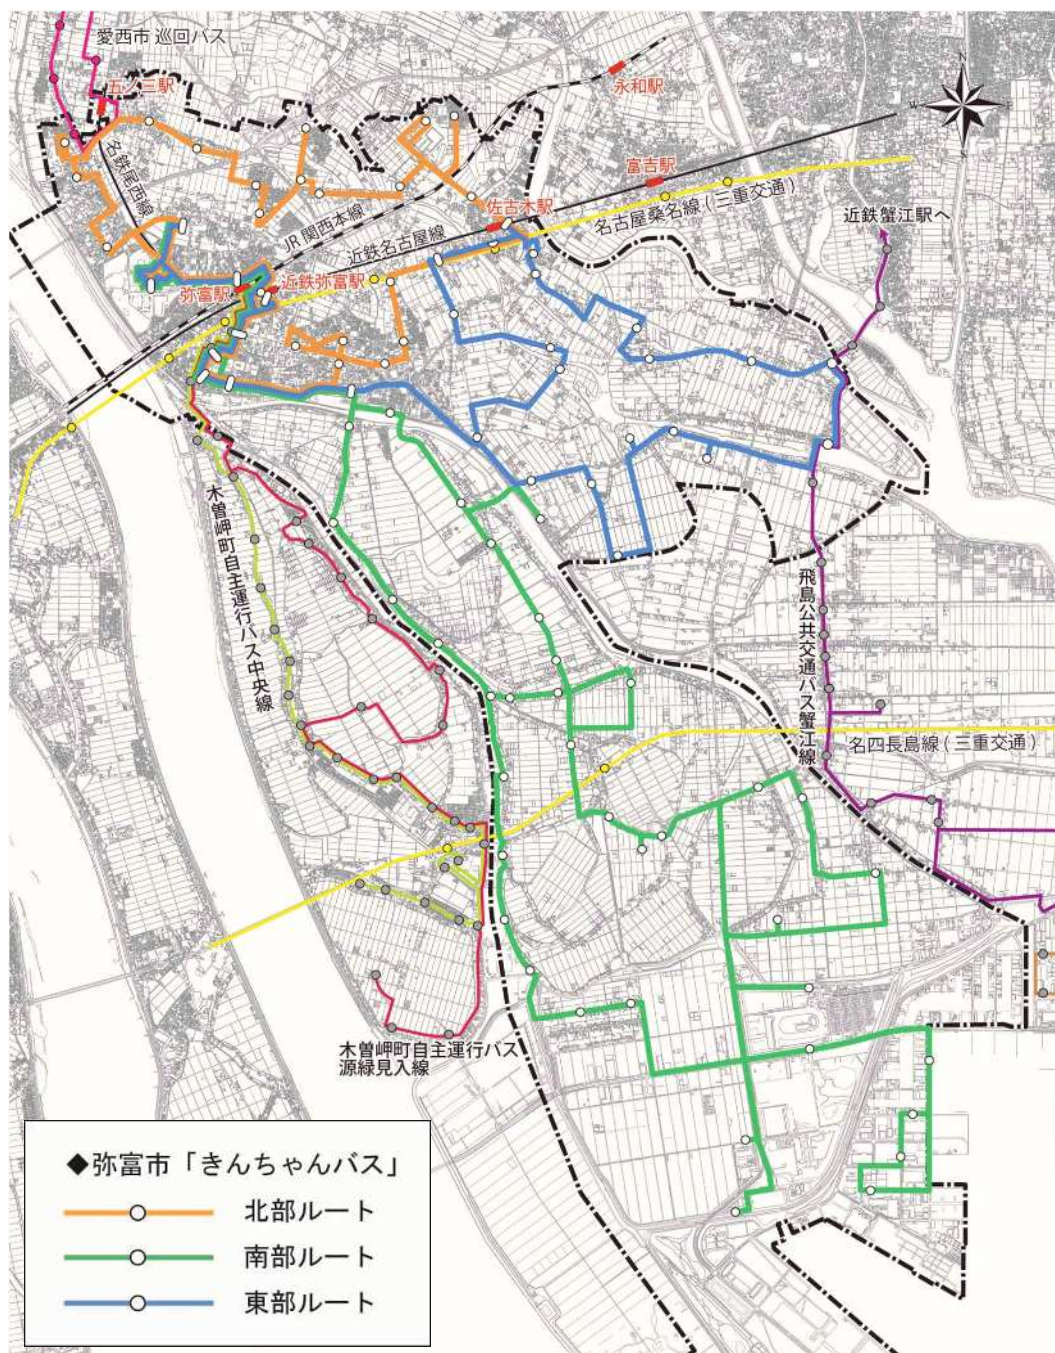 愛西市 巡回バス
五ノ三駅
永和駅
N
W
E
S
名鉄尾西線
富吉駅
佐古木駅
JR関西本線
近鉄名古屋線
名古屋桑名線(三重交通)
近鉄蟹江駅へ
弥富駅
近鉄弥富駅
木曽岬町自主運行バス中央線
飛島公共交通バス蟹江線
名四長島線(三重交通)
木曽岬町自主運行バス
源緑見入線
◆弥富市「きんちゃんバス」
北部ルート
南部ルート
東部ルート